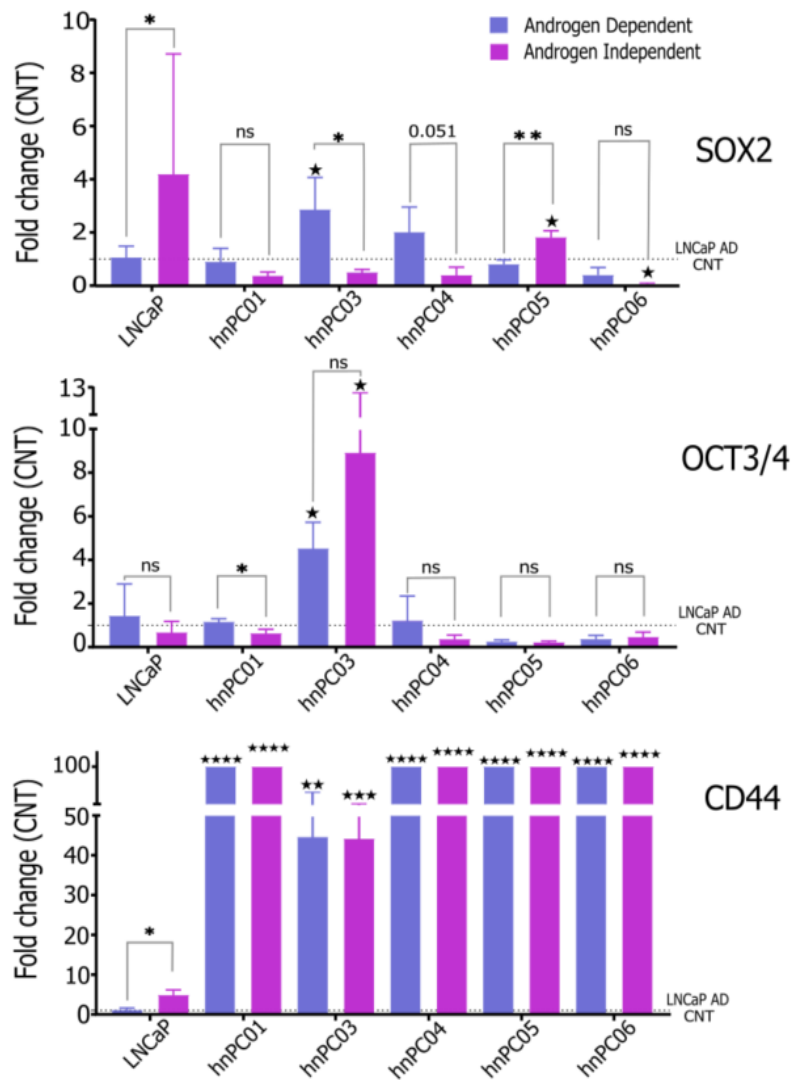 Androgen Dependent
Androgen Independent
SOX2
Fold change (CNT)
10
8
6
4
2
0
* ns ★ * 0.051 ** ★ ns ★
LNCaP AD
CNT
LNCaP hnPC01 hnPC03 hnPC04 hnPC05 hnPC06
OCT3/4
Fold change (CNT)
13
10
8
6
4
2
0
ns * ★ ns ★ ns ns ns
LNCaP AD
CNT
LNCaP hnPC01 hnPC03 hnPC04 hnPC05 hnPC06
CD44
Fold change (CNT)
100
50
40
30
20
10
0
* ★★★★ ★★★★ ★★ ★★★ ★★★★ ★★★★ ★★★★ ★★★★ ★★★★ ★★★★
LNCaP AD
CNT
LNCaP hnPC01 hnPC03 hnPC04 hnPC05 hnPC06